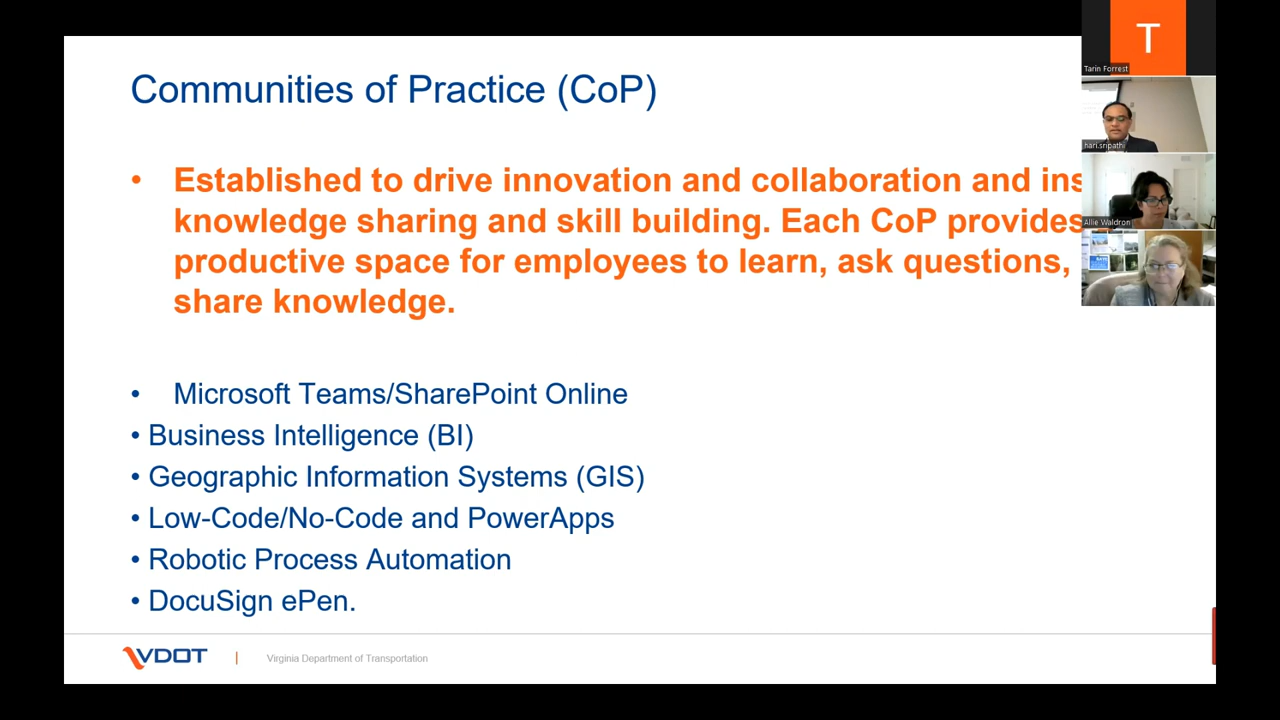 T
Tarin Forrest
Communities of Practice (CoP)
hari.sripathi
• Established to drive innovation and collaboration and ins
knowledge sharing and skill building. Each CoP provides
Allie Waldron
productive space for employees to learn, ask questions,
share knowledge.
• Microsoft Teams/SharePoint Online
• Business Intelligence (BI)
• Geographic Information Systems (GIS)
• Low-Code/No-Code and PowerApps
• Robotic Process Automation
• DocuSign ePen.
VDOT | Virginia Department of Transportation